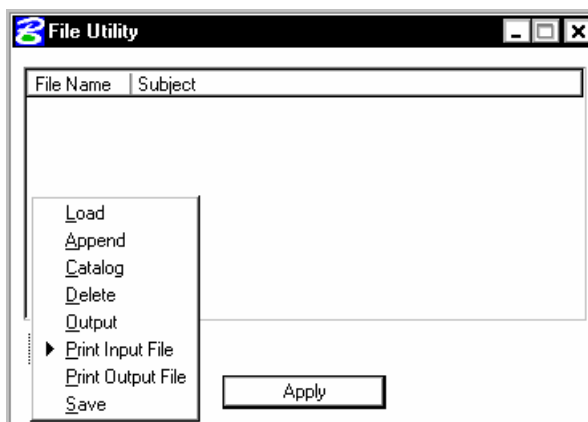 File Utility
File Name Subject
Load
Append
Catalog
Delete
Output
Print Input File
Print Output File
Save
Apply